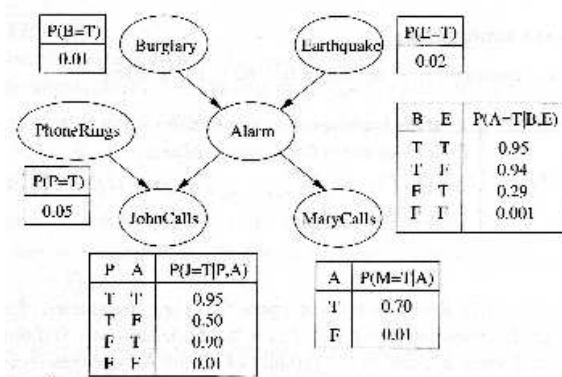 P(B=T)
0.01
Burglary
Earthquake
P(E=T)
0.02
PhoneRings
Alarm
P(P=T)
0.05
JohnCalls
MaryCalls
B E P(A=T|B,E)
T T 0.95
T F 0.94
F T 0.29
F F 0.001
P A P(J=T|P,A)
T T 0.95
T F 0.50
F T 0.90
F F 0.01
A P(M=T|A)
T 0.70
F 0.01